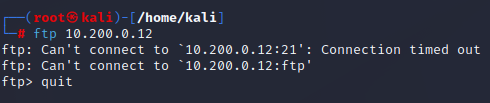 ┌──(root㉿kali)-[/home/kali]
└─# ftp 10.200.0.12
ftp: Can't connect to `10.200.0.12:21': Connection timed out
ftp: Can't connect to `10.200.0.12:ftp'
ftp> quit